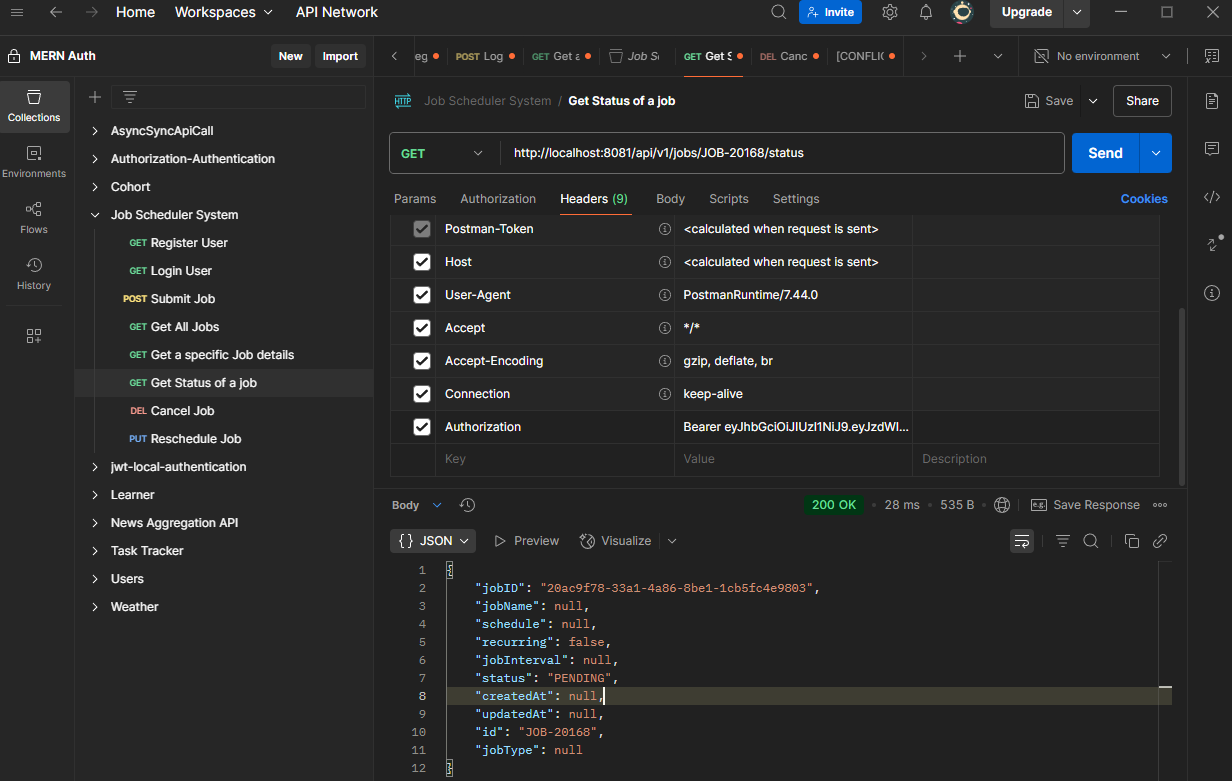 Home Workspaces API Network Invite Upgrade
MERN Auth New Import
eg POST Log GET Get a Job Sc GET Get S DEL Canc [CONFLIC No environment
Collections
Environments
Flows
History
AsyncSyncApiCall
Authorization-Authentication
Cohort
Job Scheduler System
GET Register User
GET Login User
POST Submit Job
GET Get All Jobs
GET Get a specific Job details
GET Get Status of a job
DEL Cancel Job
PUT Reschedule Job
jwt-local-authentication
Learner
News Aggregation API
Task Tracker
Users
Weather
HTTP Job Scheduler System / Get Status of a job Save Share
GET http://localhost:8081/api/v1/jobs/JOB-20168/status Send
Params Authorization Headers (9) Body Scripts Settings Cookies
Postman-Token <calculated when request is sent>
Host <calculated when request is sent>
User-Agent PostmanRuntime/7.44.0
Accept */*
Accept-Encoding gzip, deflate, br
Connection keep-alive
Authorization Bearer eyJhbGciOiJIUzI1NiJ9.eyJzdWI...
Key Value Description
Body 200 OK • 28 ms • 535 B e.g. Save Response
{} JSON Preview Visualize
1 {
2 "jobID": "20ac9f78-33a1-4a86-8be1-1cb5fc4e9803",
3 "jobName": null,
4 "schedule": null,
5 "recurring": false,
6 "jobInterval": null,
7 "status": "PENDING",
8 "createdAt": null,
9 "updatedAt": null,
10 "id": "JOB-20168",
11 "jobType": null
12 }